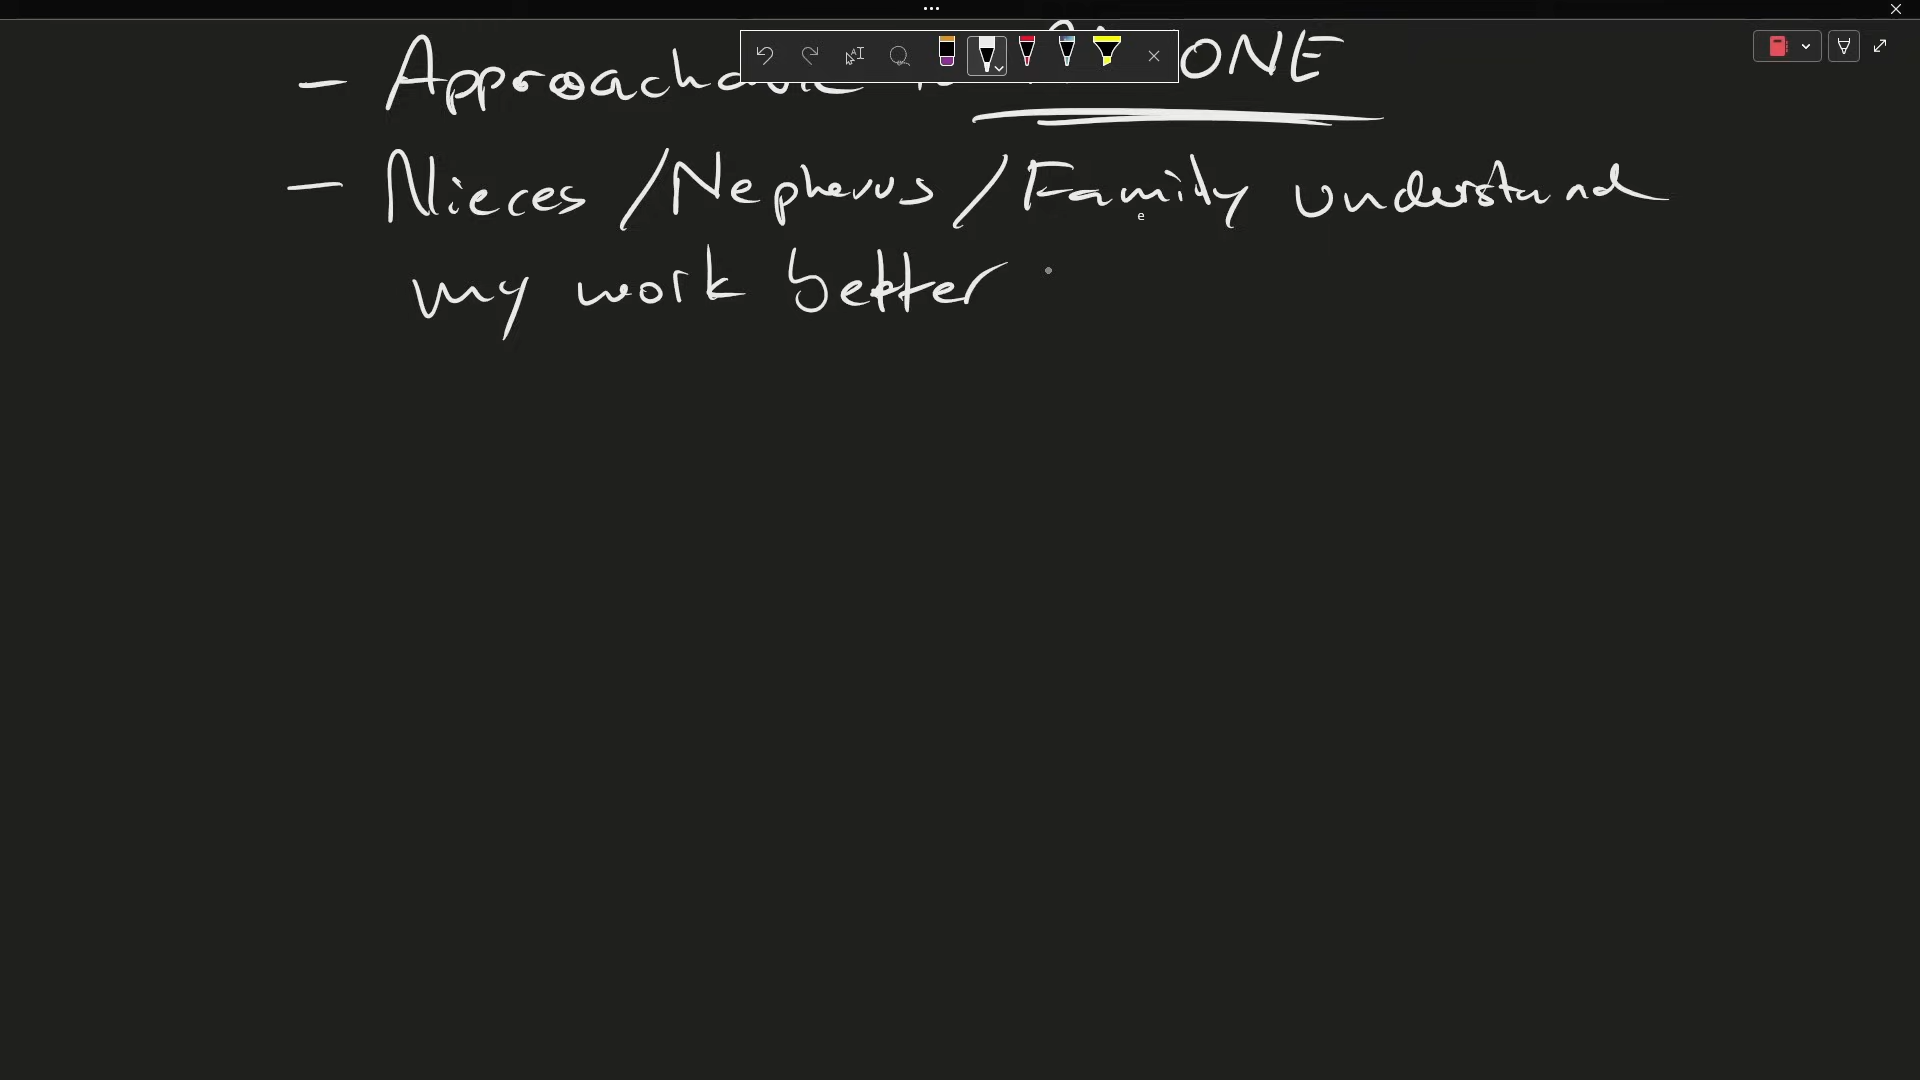 - Approachable ONE
- Nieces / Nephews / Family understand
my work better